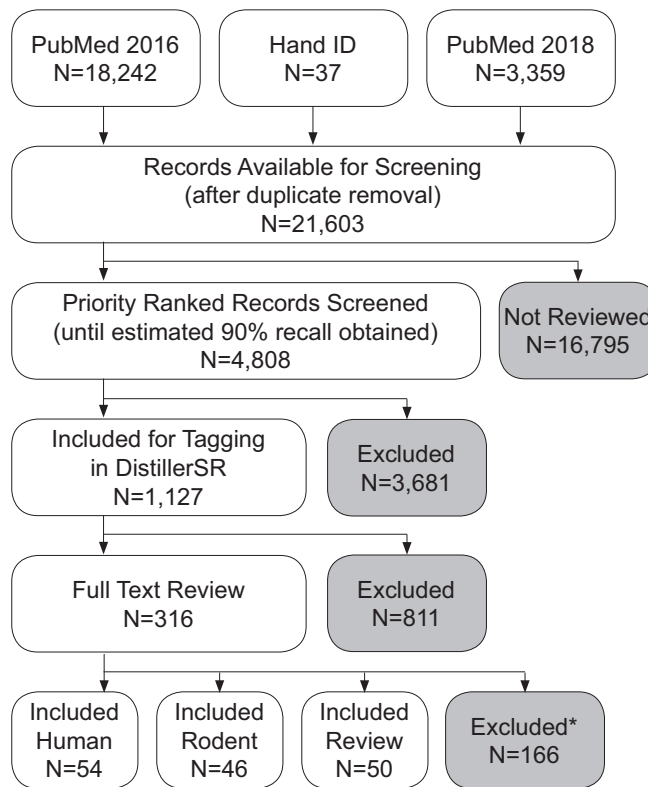 PubMed 2016
N=18,242
Hand ID
N=37
PubMed 2018
N=3,359
Records Available for Screening
(after duplicate removal)
N=21,603
Priority Ranked Records Screened
(until estimated 90% recall obtained)
N=4,808
Not Reviewed
N=16,795
Included for Tagging
in DistillerSR
N=1,127
Excluded
N=3,681
Full Text Review
N=316
Excluded
N=811
Included
Human
N=54
Included
Rodent
N=46
Included
Review
N=50
Excluded*
N=166